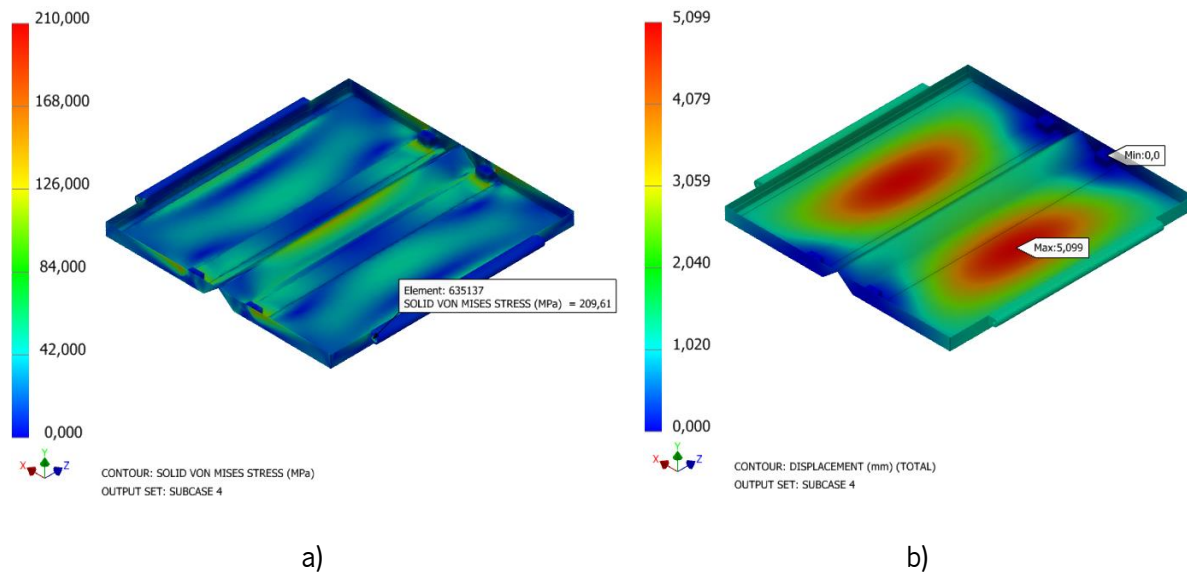 210,000
168,000
126,000
84,000
42,000
0,000
Element: 635137
SOLID VON MISES STRESS (MPa) = 209,61
X Y Z
CONTOUR: SOLID VON MISES STRESS (MPa)
OUTPUT SET: SUBCASE 4
a)
5,099
4,079
3,059
2,040
1,020
0,000
Min:0,0
Max:5,099
X Y Z
CONTOUR: DISPLACEMENT (mm) (TOTAL)
OUTPUT SET: SUBCASE 4
b)